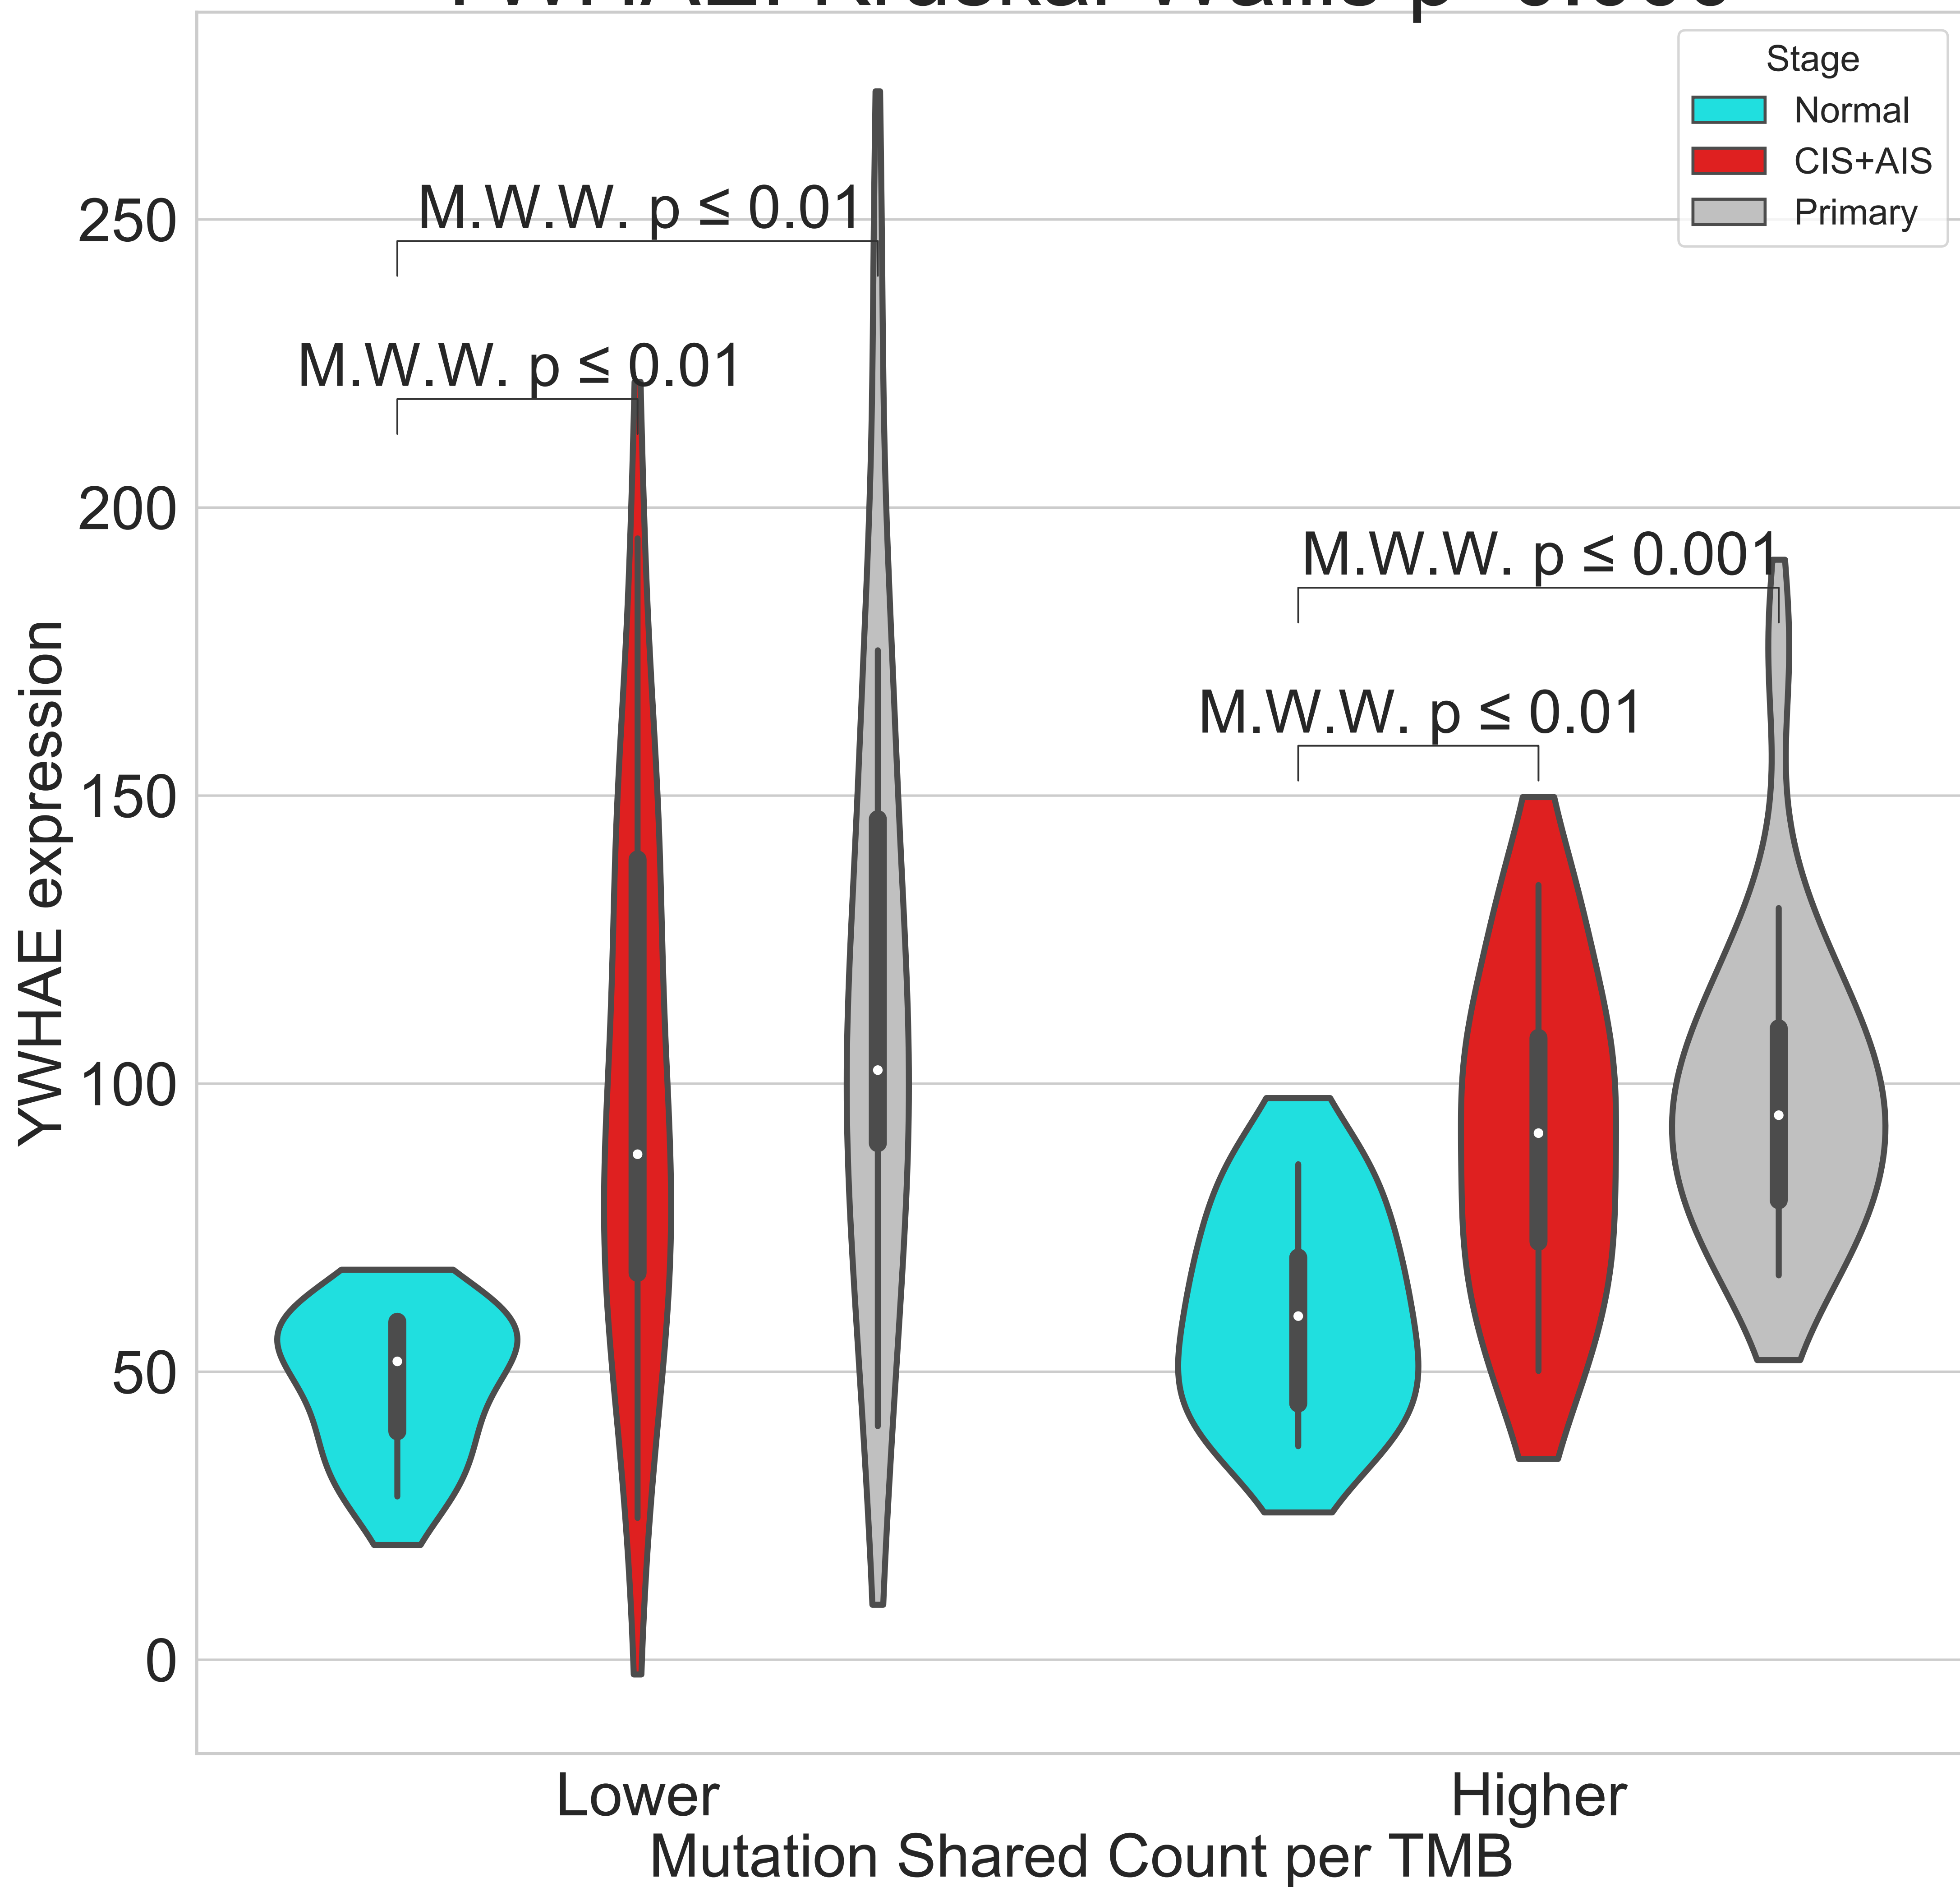 Stage
Normal
CIS+AIS
Primary
M.W.W. p ≤ 0.01
M.W.W. p ≤ 0.01
M.W.W. p ≤ 0.001
M.W.W. p ≤ 0.01
250
200
150
100
50
0
YWHAE expression
Lower
Higher
Mutation Shared Count per TMB